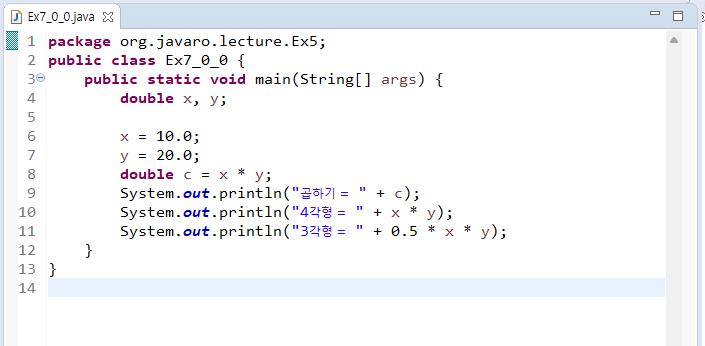 Ex7_0_0.java
1 package org.javaro.lecture.Ex5;
2 public class Ex7_0_0 {
3 public static void main(String[] args) {
4 double x, y;
5
6 x = 10.0;
7 y = 20.0;
8 double c = x * y;
9 System.out.println("곱하기 = " + c);
10 System.out.println("4각형 = " + x * y);
11 System.out.println("3각형 = " + 0.5 * x * y);
12 }
13 }
14